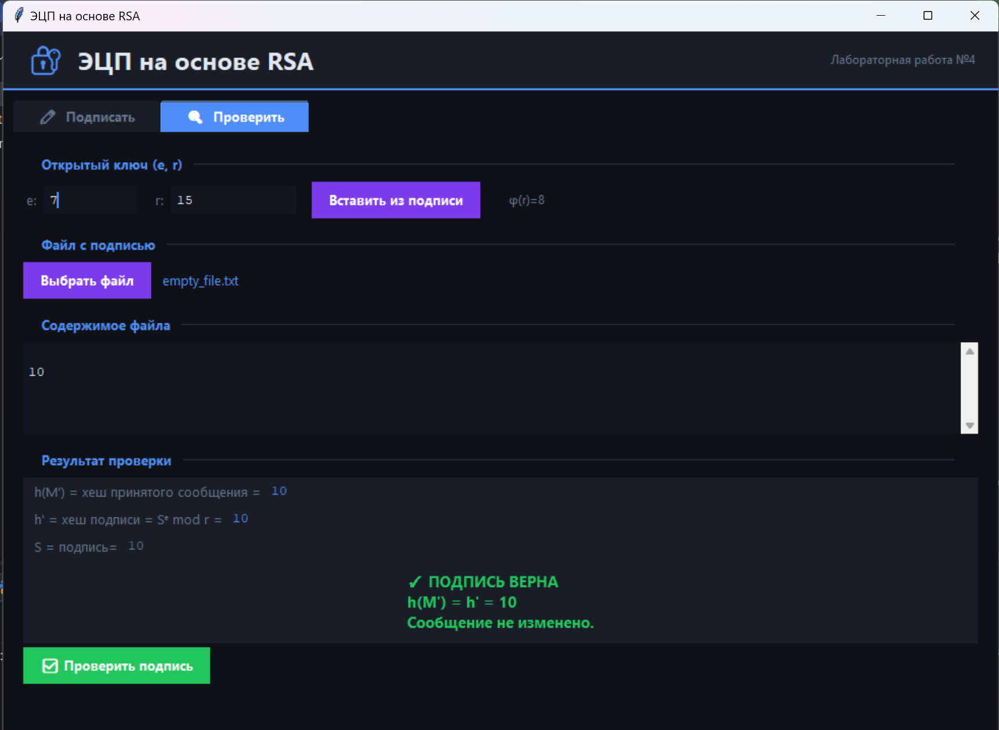 ЭЦП на основе RSA
ЭЦП на основе RSA
Лабораторная работа №4
Подписать
Проверить
Открытый ключ (e, r)
e: 7 r: 15 Вставить из подписи φ(r)=8
Файл с подписью
Выбрать файл empty_file.txt
Содержимое файла
10
Результат проверки
h(M') = хеш принятого сообщения = 10
h' = хеш подписи = Sᵉ mod r = 10
S = подпись= 10
✓ ПОДПИСЬ ВЕРНА
h(M') = h' = 10
Сообщение не изменено.
Проверить подпись